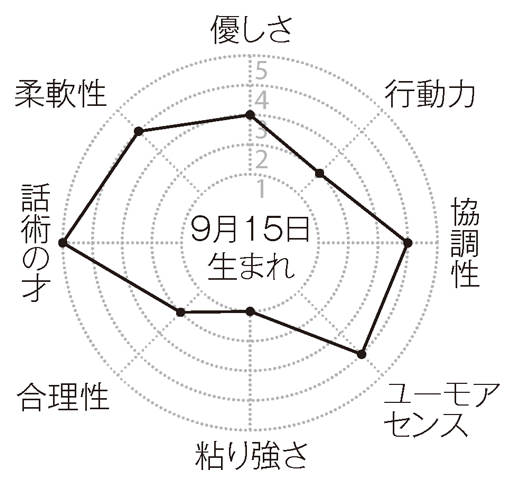 優しさ
行動力
協調性
ユーモア
センス
粘り強さ
合理性
話術の才
柔軟性
5
4
3
2
1
9月15日
生まれ